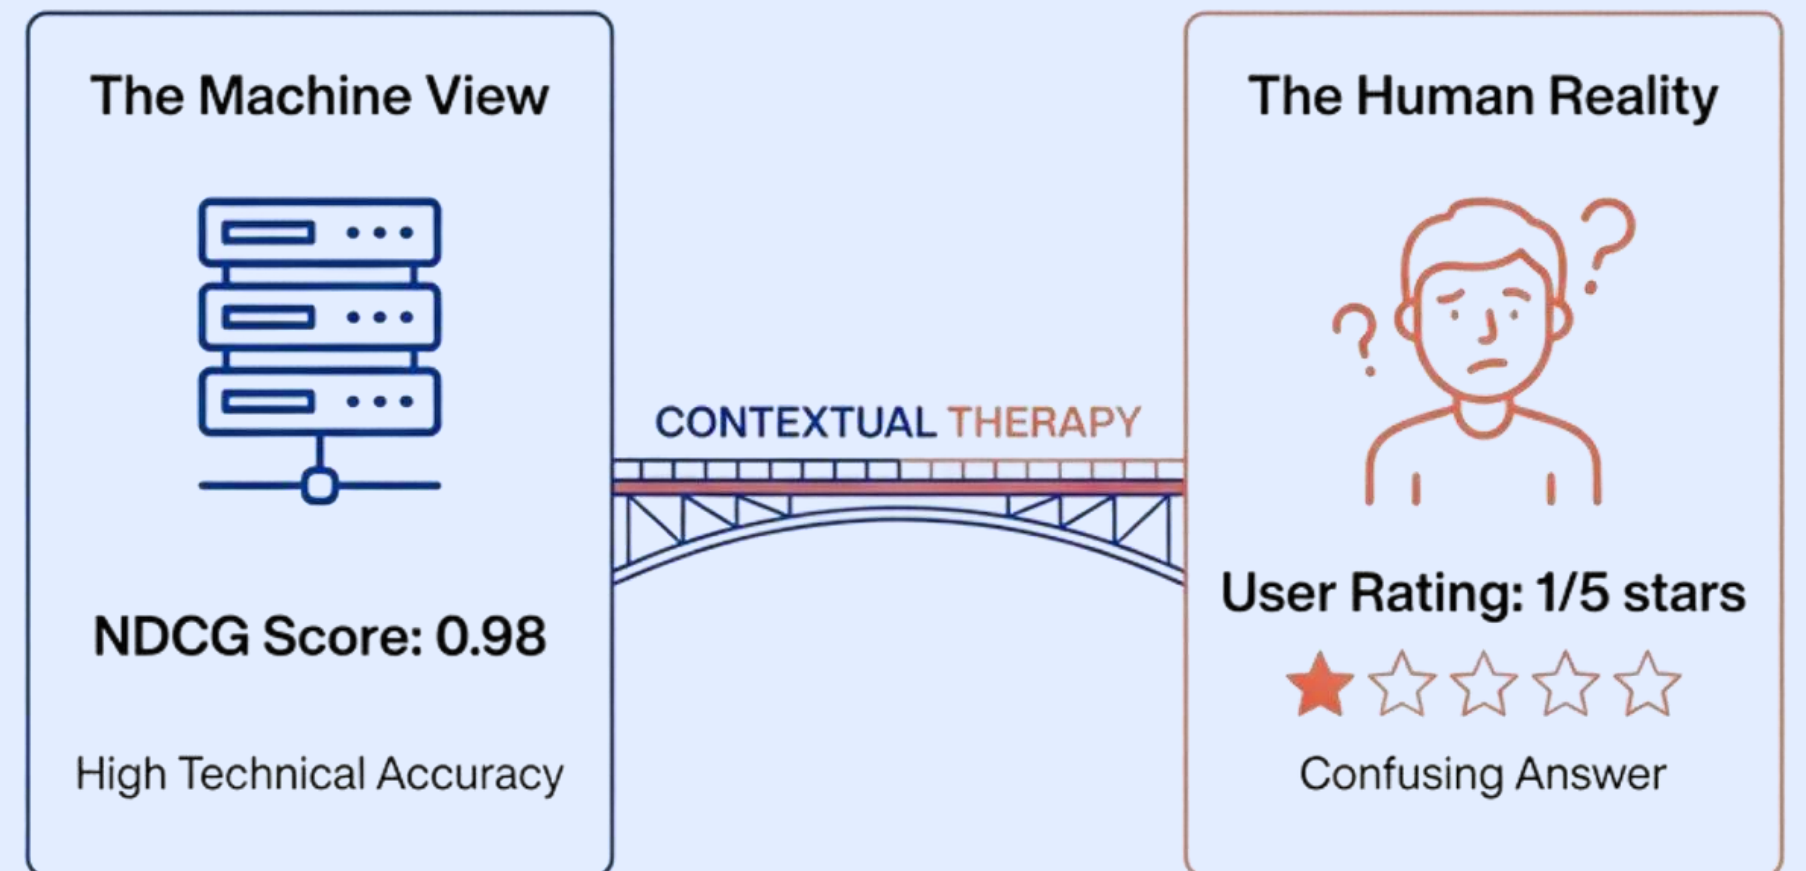 The Machine View
NDCG Score: 0.98
High Technical Accuracy
CONTEXTUAL THERAPY
The Human Reality
User Rating: 1/5 stars
Confusing Answer